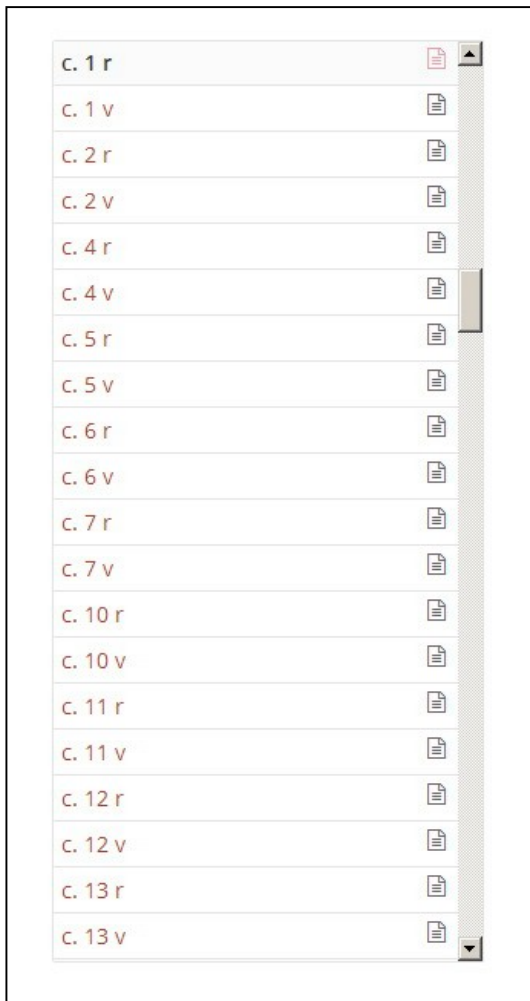 c. 1 r
c. 1 v
c. 2 r
c. 2 v
c. 4 r
c. 4 v
c. 5 r
c. 5 v
c. 6 r
c. 6 v
c. 7 r
c. 7 v
c. 10 r
c. 10 v
c. 11 r
c. 11 v
c. 12 r
c. 12 v
c. 13 r
c. 13 v